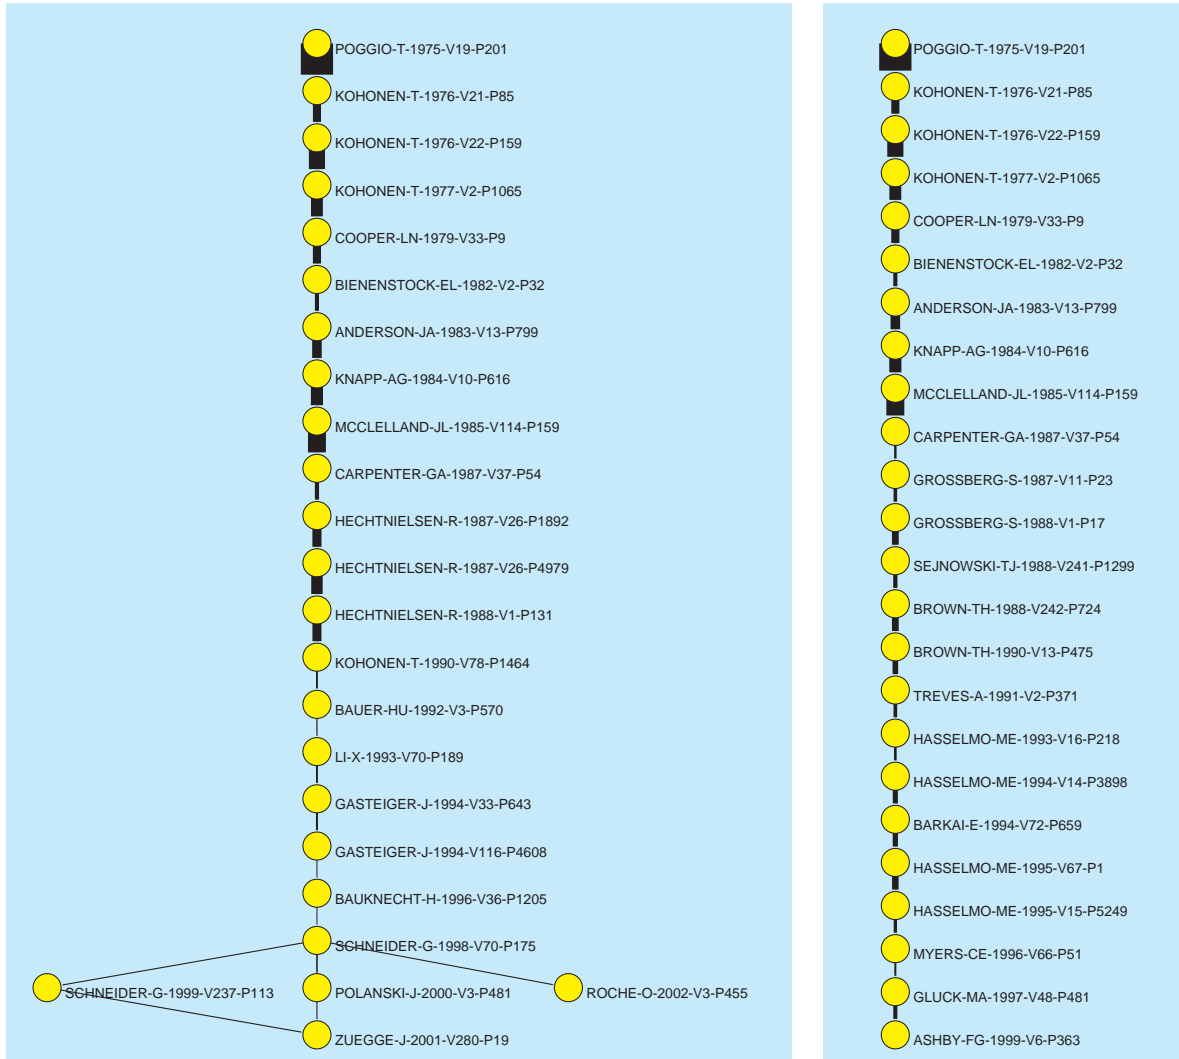 POGGIO-T-1975-V19-P201
KOHONEN-T-1976-V21-P85
KOHONEN-T-1976-V22-P159
KOHONEN-T-1977-V2-P1065
COOPER-LN-1979-V33-P9
BIENENSTOCK-EL-1982-V2-P32
ANDERSON-JA-1983-V13-P799
KNAPP-AG-1984-V10-P616
MCCLELLAND-JL-1985-V114-P159
CARPENTER-GA-1987-V37-P54
HECHTNIELSEN-R-1987-V26-P1892
HECHTNIELSEN-R-1987-V26-P4979
HECHTNIELSEN-R-1988-V1-P131
KOHONEN-T-1990-V78-P1464
BAUER-HU-1992-V3-P570
LI-X-1993-V70-P189
GASTEIGER-J-1994-V33-P643
GASTEIGER-J-1994-V116-P4608
BAUKNECHT-H-1996-V36-P1205
SCHNEIDER-G-1998-V70-P175
SCHNEIDER-G-1999-V237-P113
POLANSKI-J-2000-V3-P481
ROCHE-O-2002-V3-P455
ZUEGGE-J-2001-V280-P19
POGGIO-T-1975-V19-P201
KOHONEN-T-1976-V21-P85
KOHONEN-T-1976-V22-P159
KOHONEN-T-1977-V2-P1065
COOPER-LN-1979-V33-P9
BIENENSTOCK-EL-1982-V2-P32
ANDERSON-JA-1983-V13-P799
KNAPP-AG-1984-V10-P616
MCCLELLAND-JL-1985-V114-P159
CARPENTER-GA-1987-V37-P54
GROSSBERG-S-1987-V11-P23
GROSSBERG-S-1988-V1-P17
SEJNOWSKI-TJ-1988-V241-P1299
BROWN-TH-1988-V242-P724
BROWN-TH-1990-V13-P475
TREVES-A-1991-V2-P371
HASSELMO-ME-1993-V16-P218
HASSELMO-ME-1994-V14-P3898
BARKAI-E-1994-V72-P659
HASSELMO-ME-1995-V67-P1
HASSELMO-ME-1995-V15-P5249
MYERS-CE-1996-V66-P51
GLUCK-MA-1997-V48-P481
ASHBY-FG-1999-V6-P363